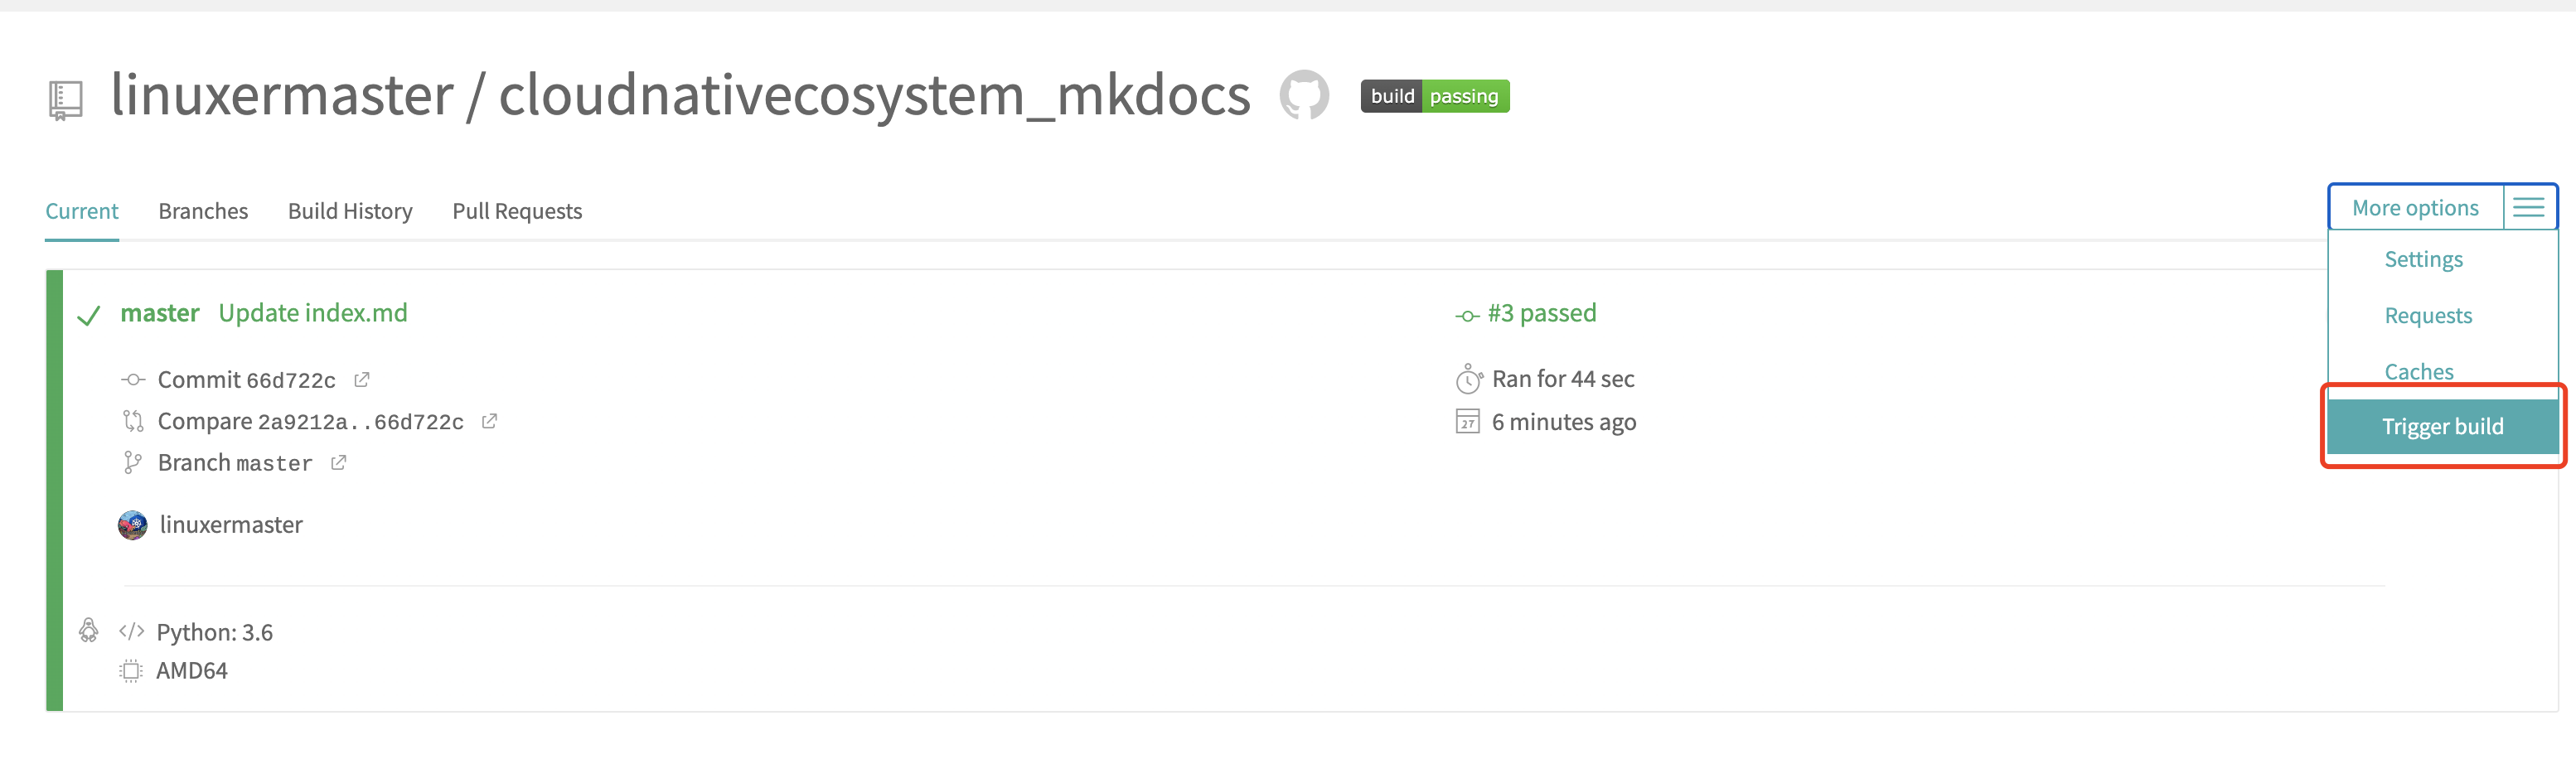 linuxermaster / cloudnativecosystem_mkdocs build passing
Current Branches Build History Pull Requests More options
Settings
Requests
Caches
Trigger build
master Update index.md
Commit 66d722c
Compare 2a9212a..66d722c
Branch master
linuxermaster
#3 passed
Ran for 44 sec
27 6 minutes ago
Python: 3.6
AMD64